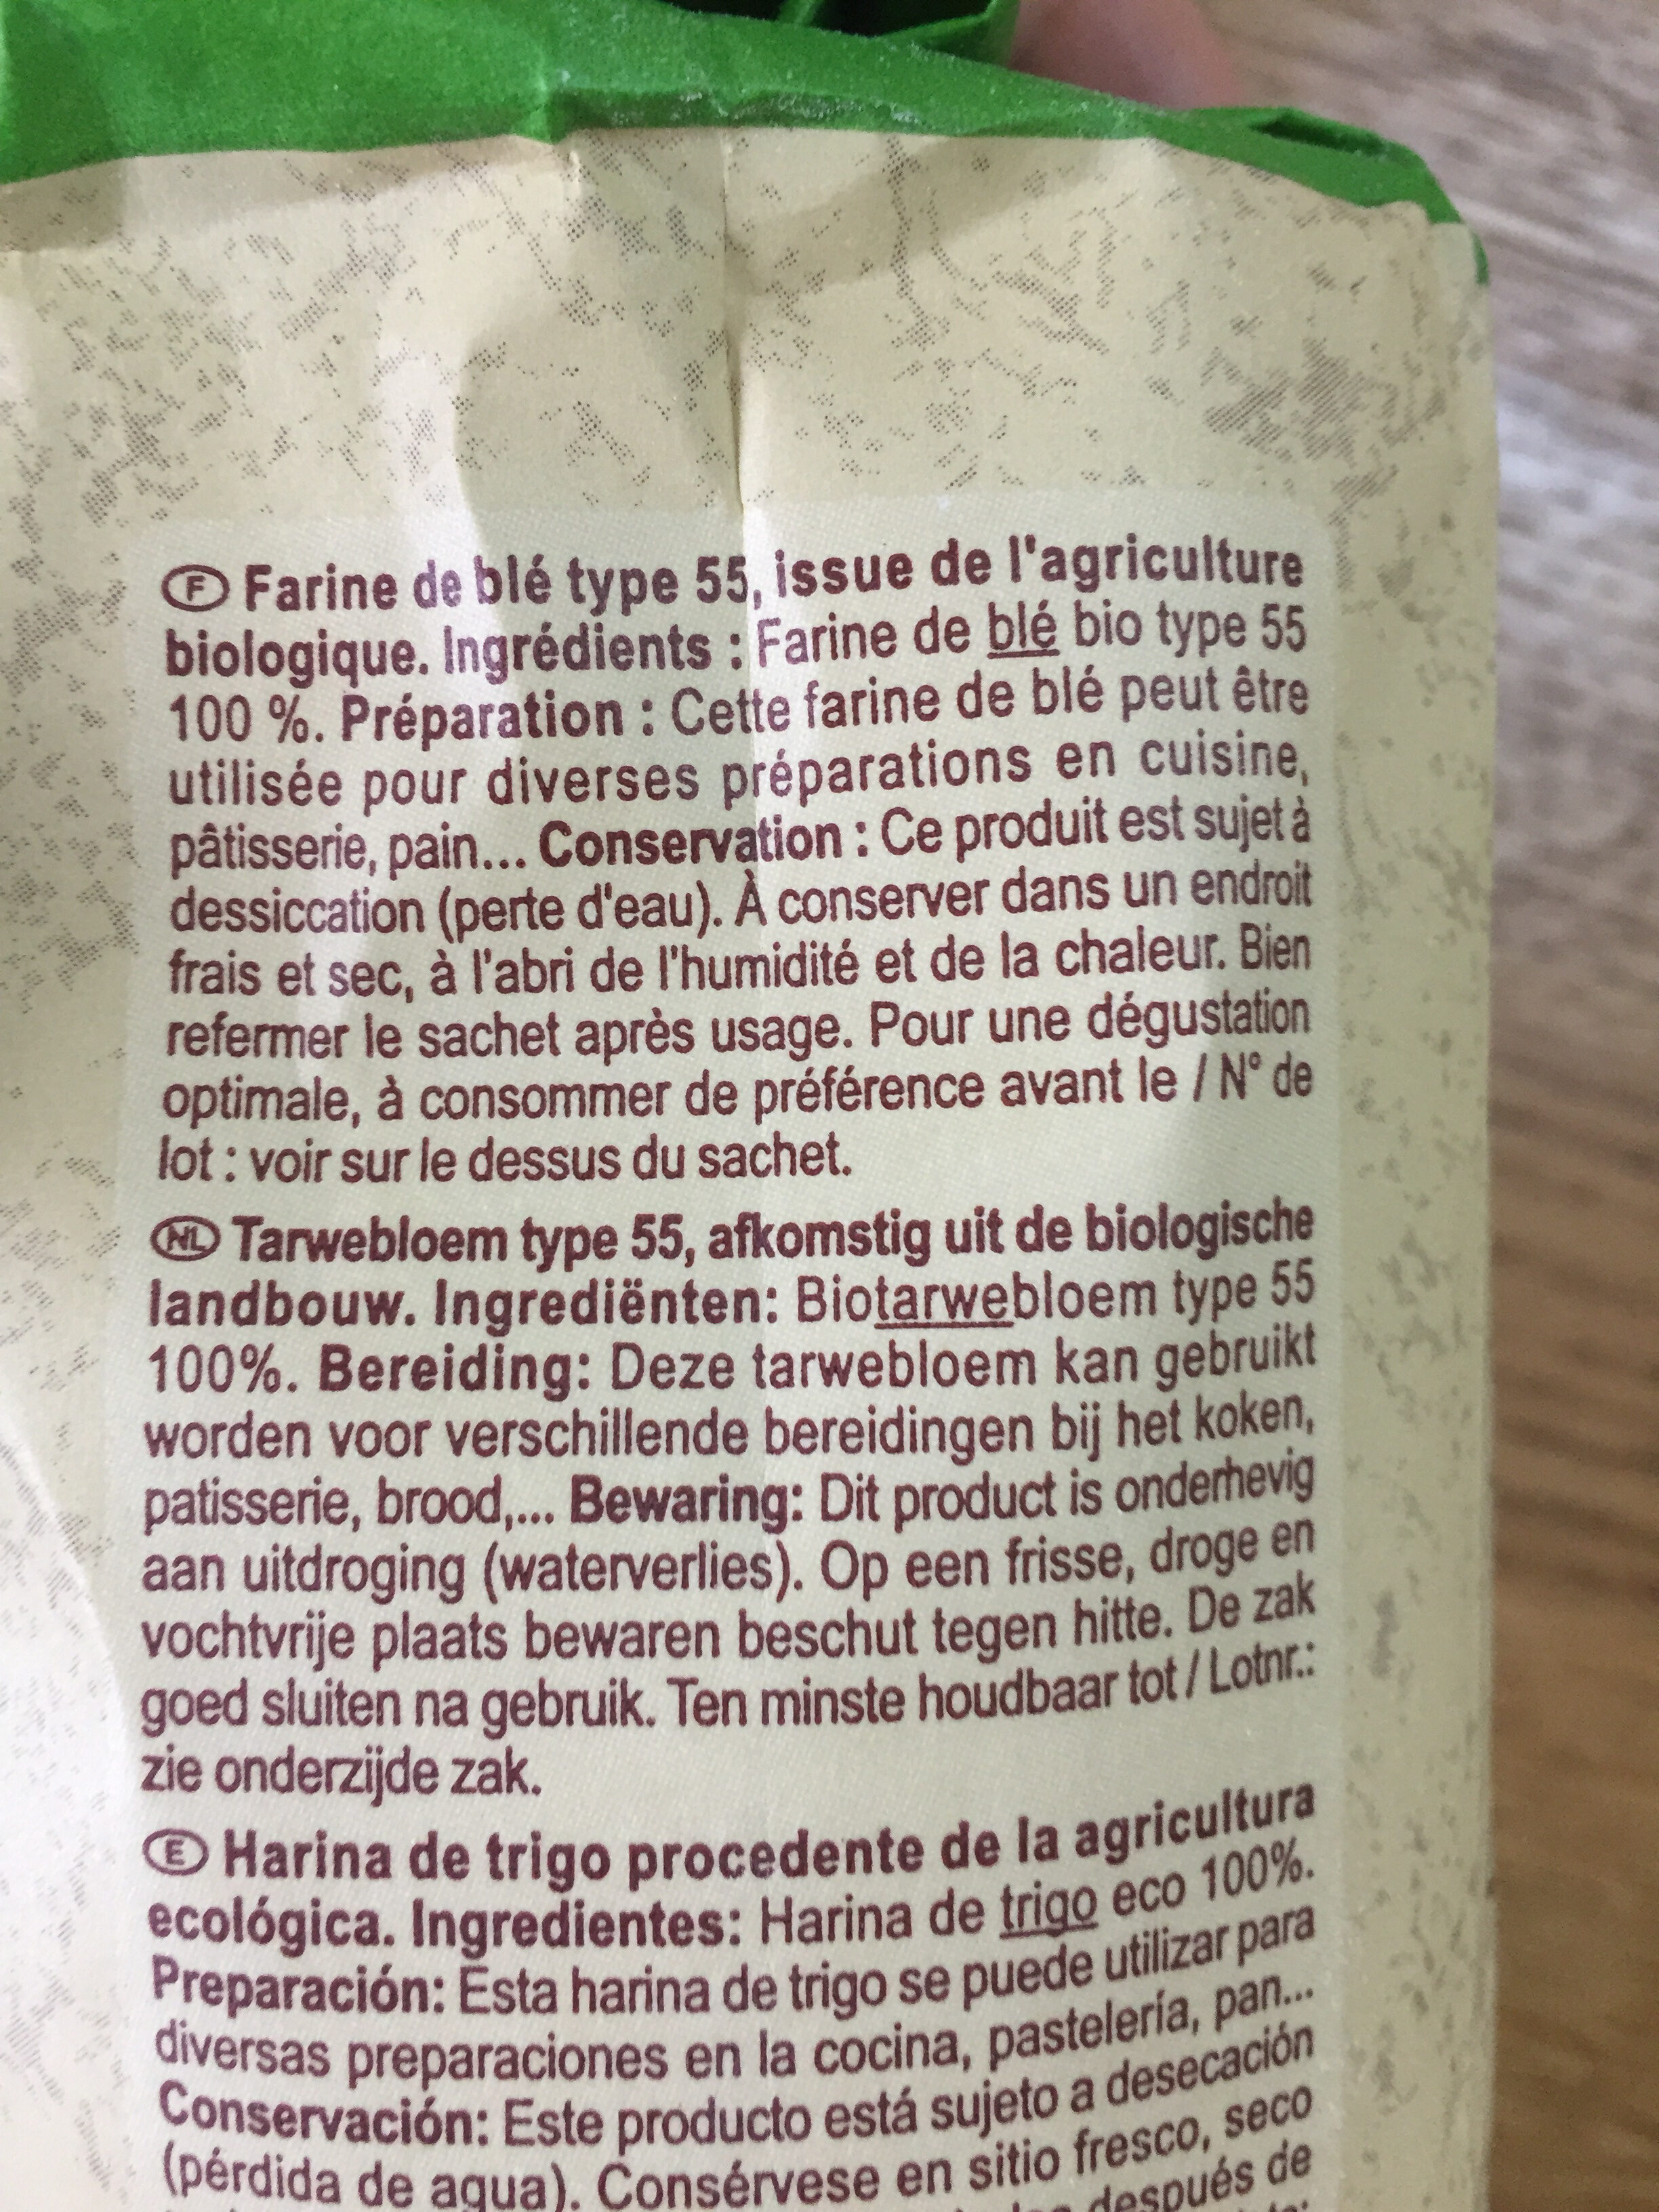 F Farine de blé type 55, issue de l'agriculture
biologique. Ingrédients : Farine de blé bio type 55
100 %. Préparation : Cette farine de blé peut être
utilisée pour diverses préparations en cuisine,
pâtisserie, pain... Conservation : Ce produit est sujet à
dessiccation (perte d'eau). À conserver dans un endroit
frais et sec, à l'abri de l'humidité et de la chaleur. Bien
refermer le sachet après usage. Pour une dégustation
optimale, à consommer de préférence avant le / N° de
lot : voir sur le dessus du sachet.
NL Tarwebloem type 55, afkomstig uit de biologische
landbouw. Ingrediënten: Biotarwebloem type 55
100%. Bereiding: Deze tarwebloem kan gebruikt
worden voor verschillende bereidingen bij het koken,
patisserie, brood,... Bewaring: Dit product is onderhevig
aan uitdroging (waterverlies). Op een frisse, droge en
vochtvrije plaats bewaren beschut tegen hitte. De zak
goed sluiten na gebruik. Ten minste houdbaar tot / Lotnr.:
zie onderzijde zak.
E Harina de trigo procedente de la agricultura
ecológica. Ingredientes: Harina de trigo eco 100%.
Preparación: Esta harina de trigo se puede utilizar para
diversas preparaciones en la cocina, pastelería, pan...
Conservación: Este producto está sujeto a desecación
(pérdida de agua). Consérvese en sitio fresco, seco
después de